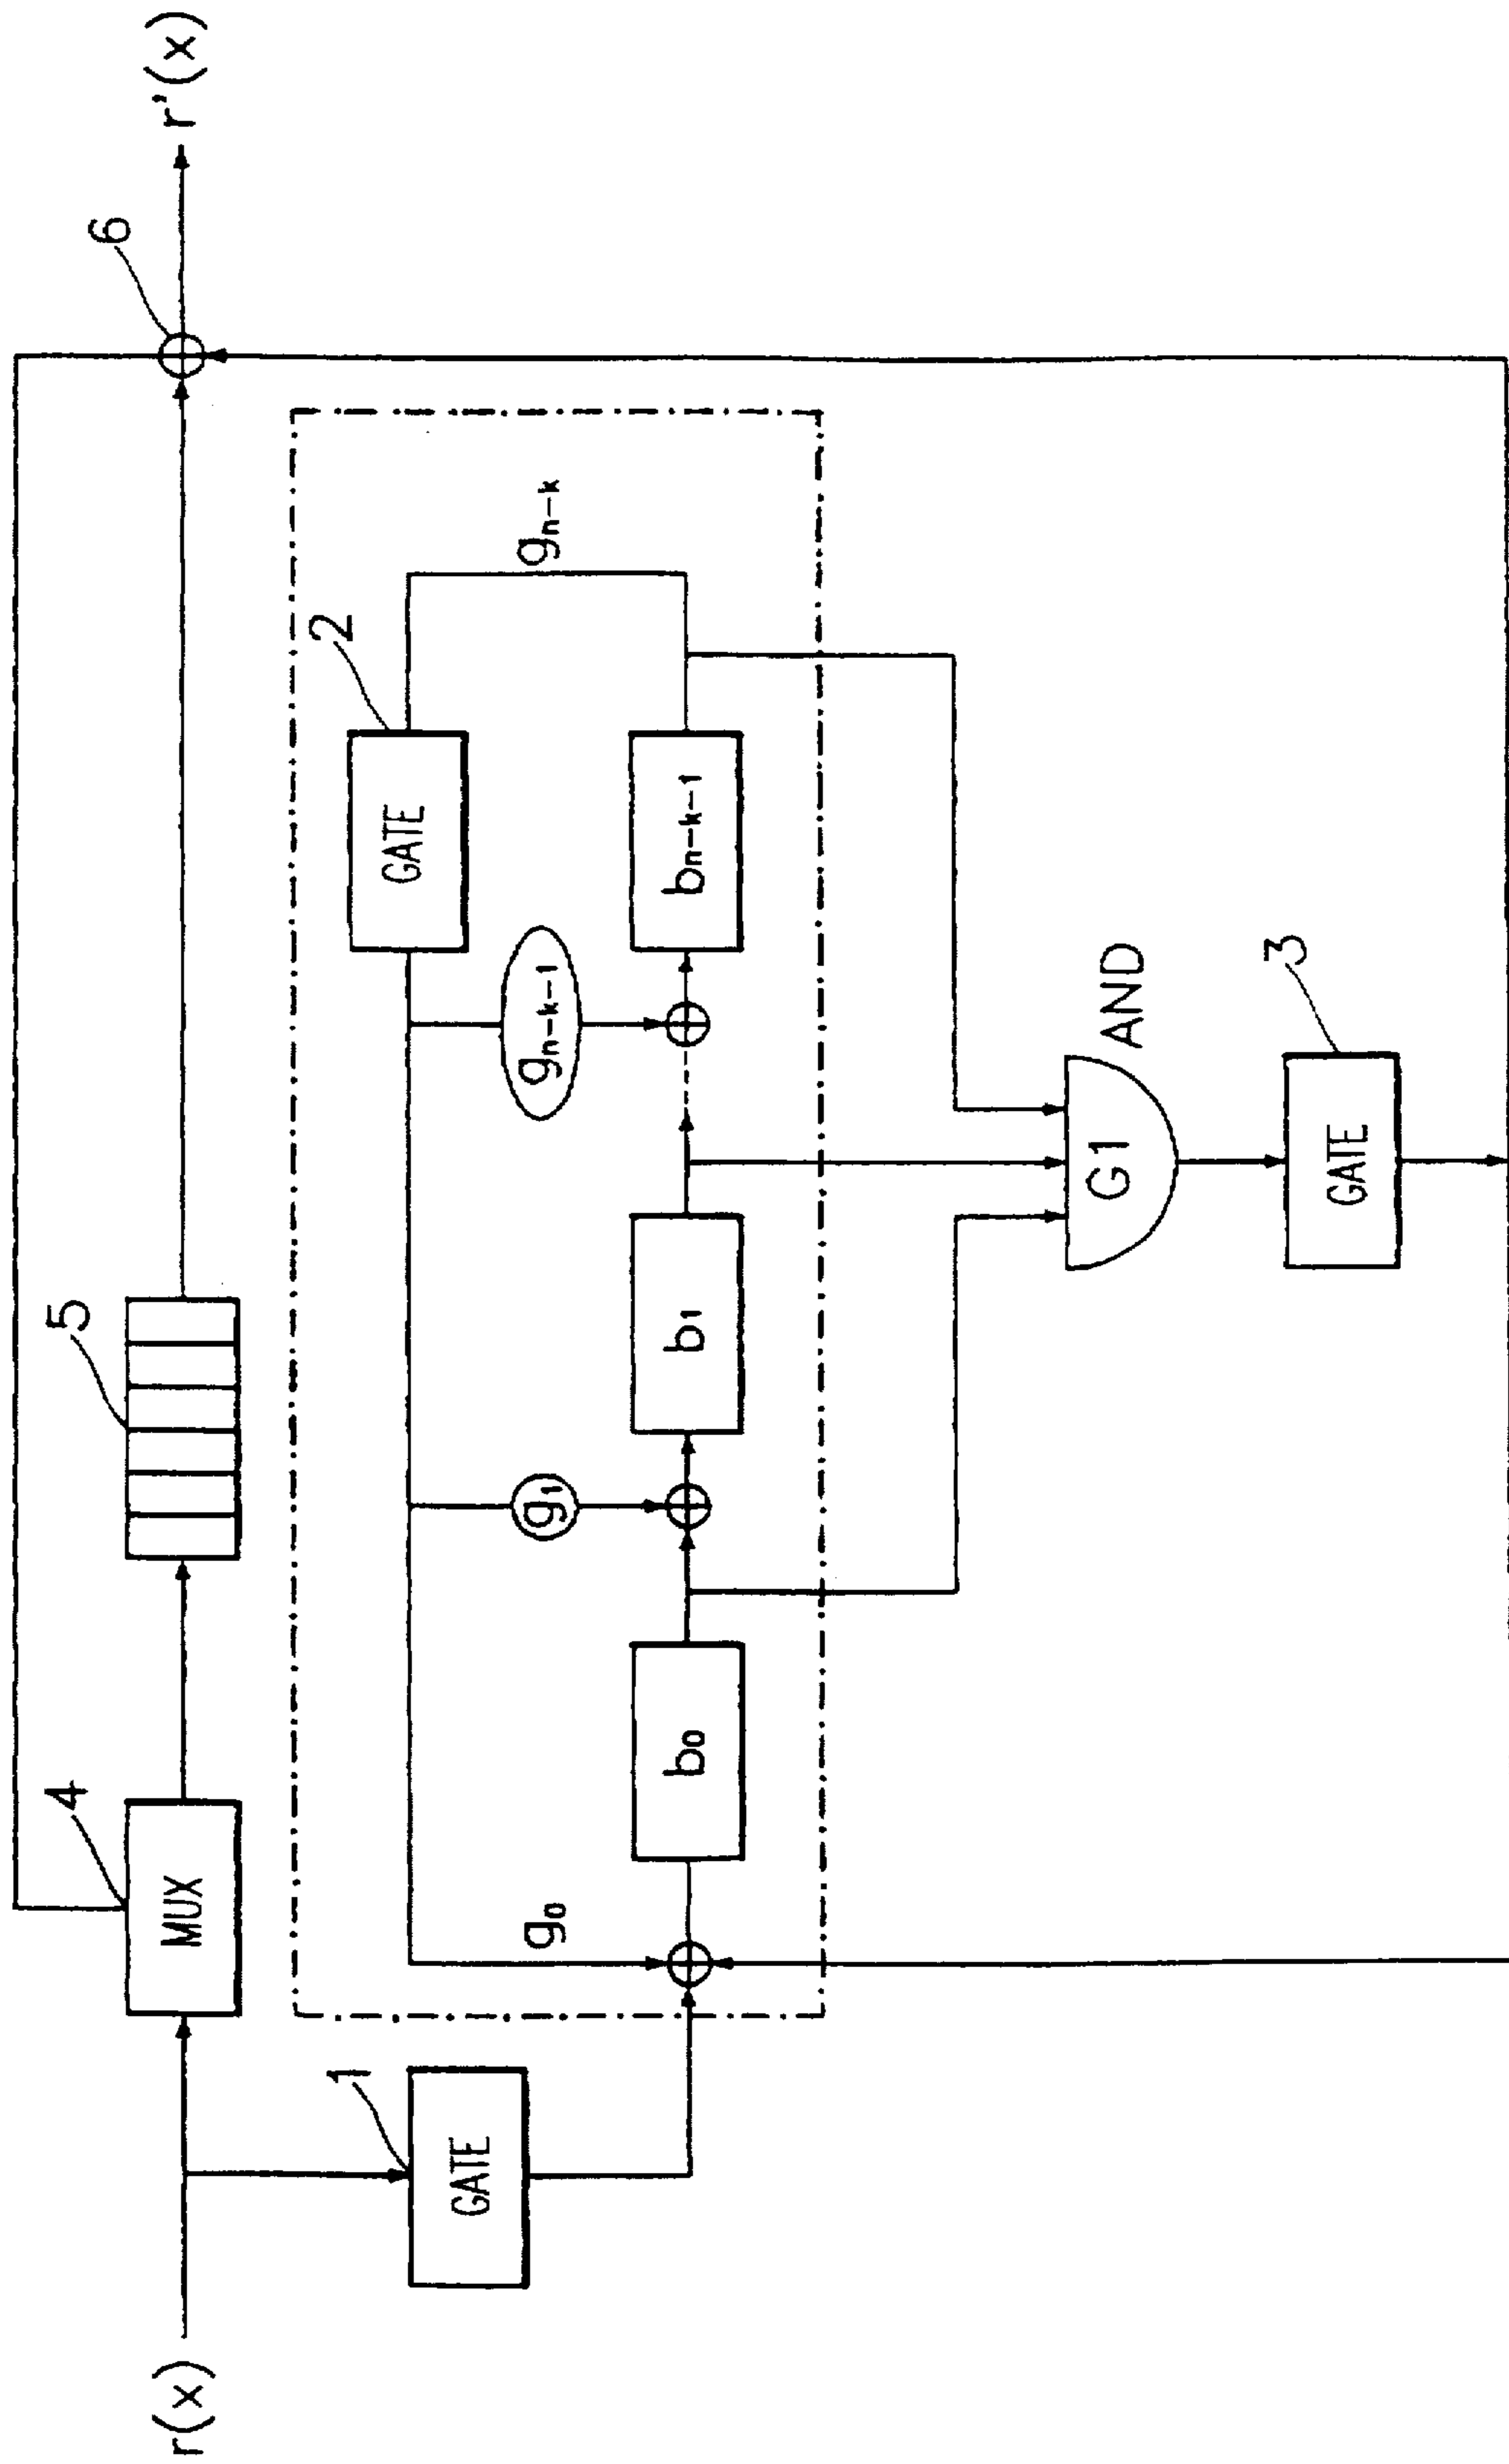 r(x)
4
MUX
5
6
r'(x)
1
GATE
2
GATE
g₀
g₁
gₙ₋ₖ₋₁
gₙ₋ₖ
b₀
b₁
bₙ₋ₖ₋₁
G1
AND
3
GATE